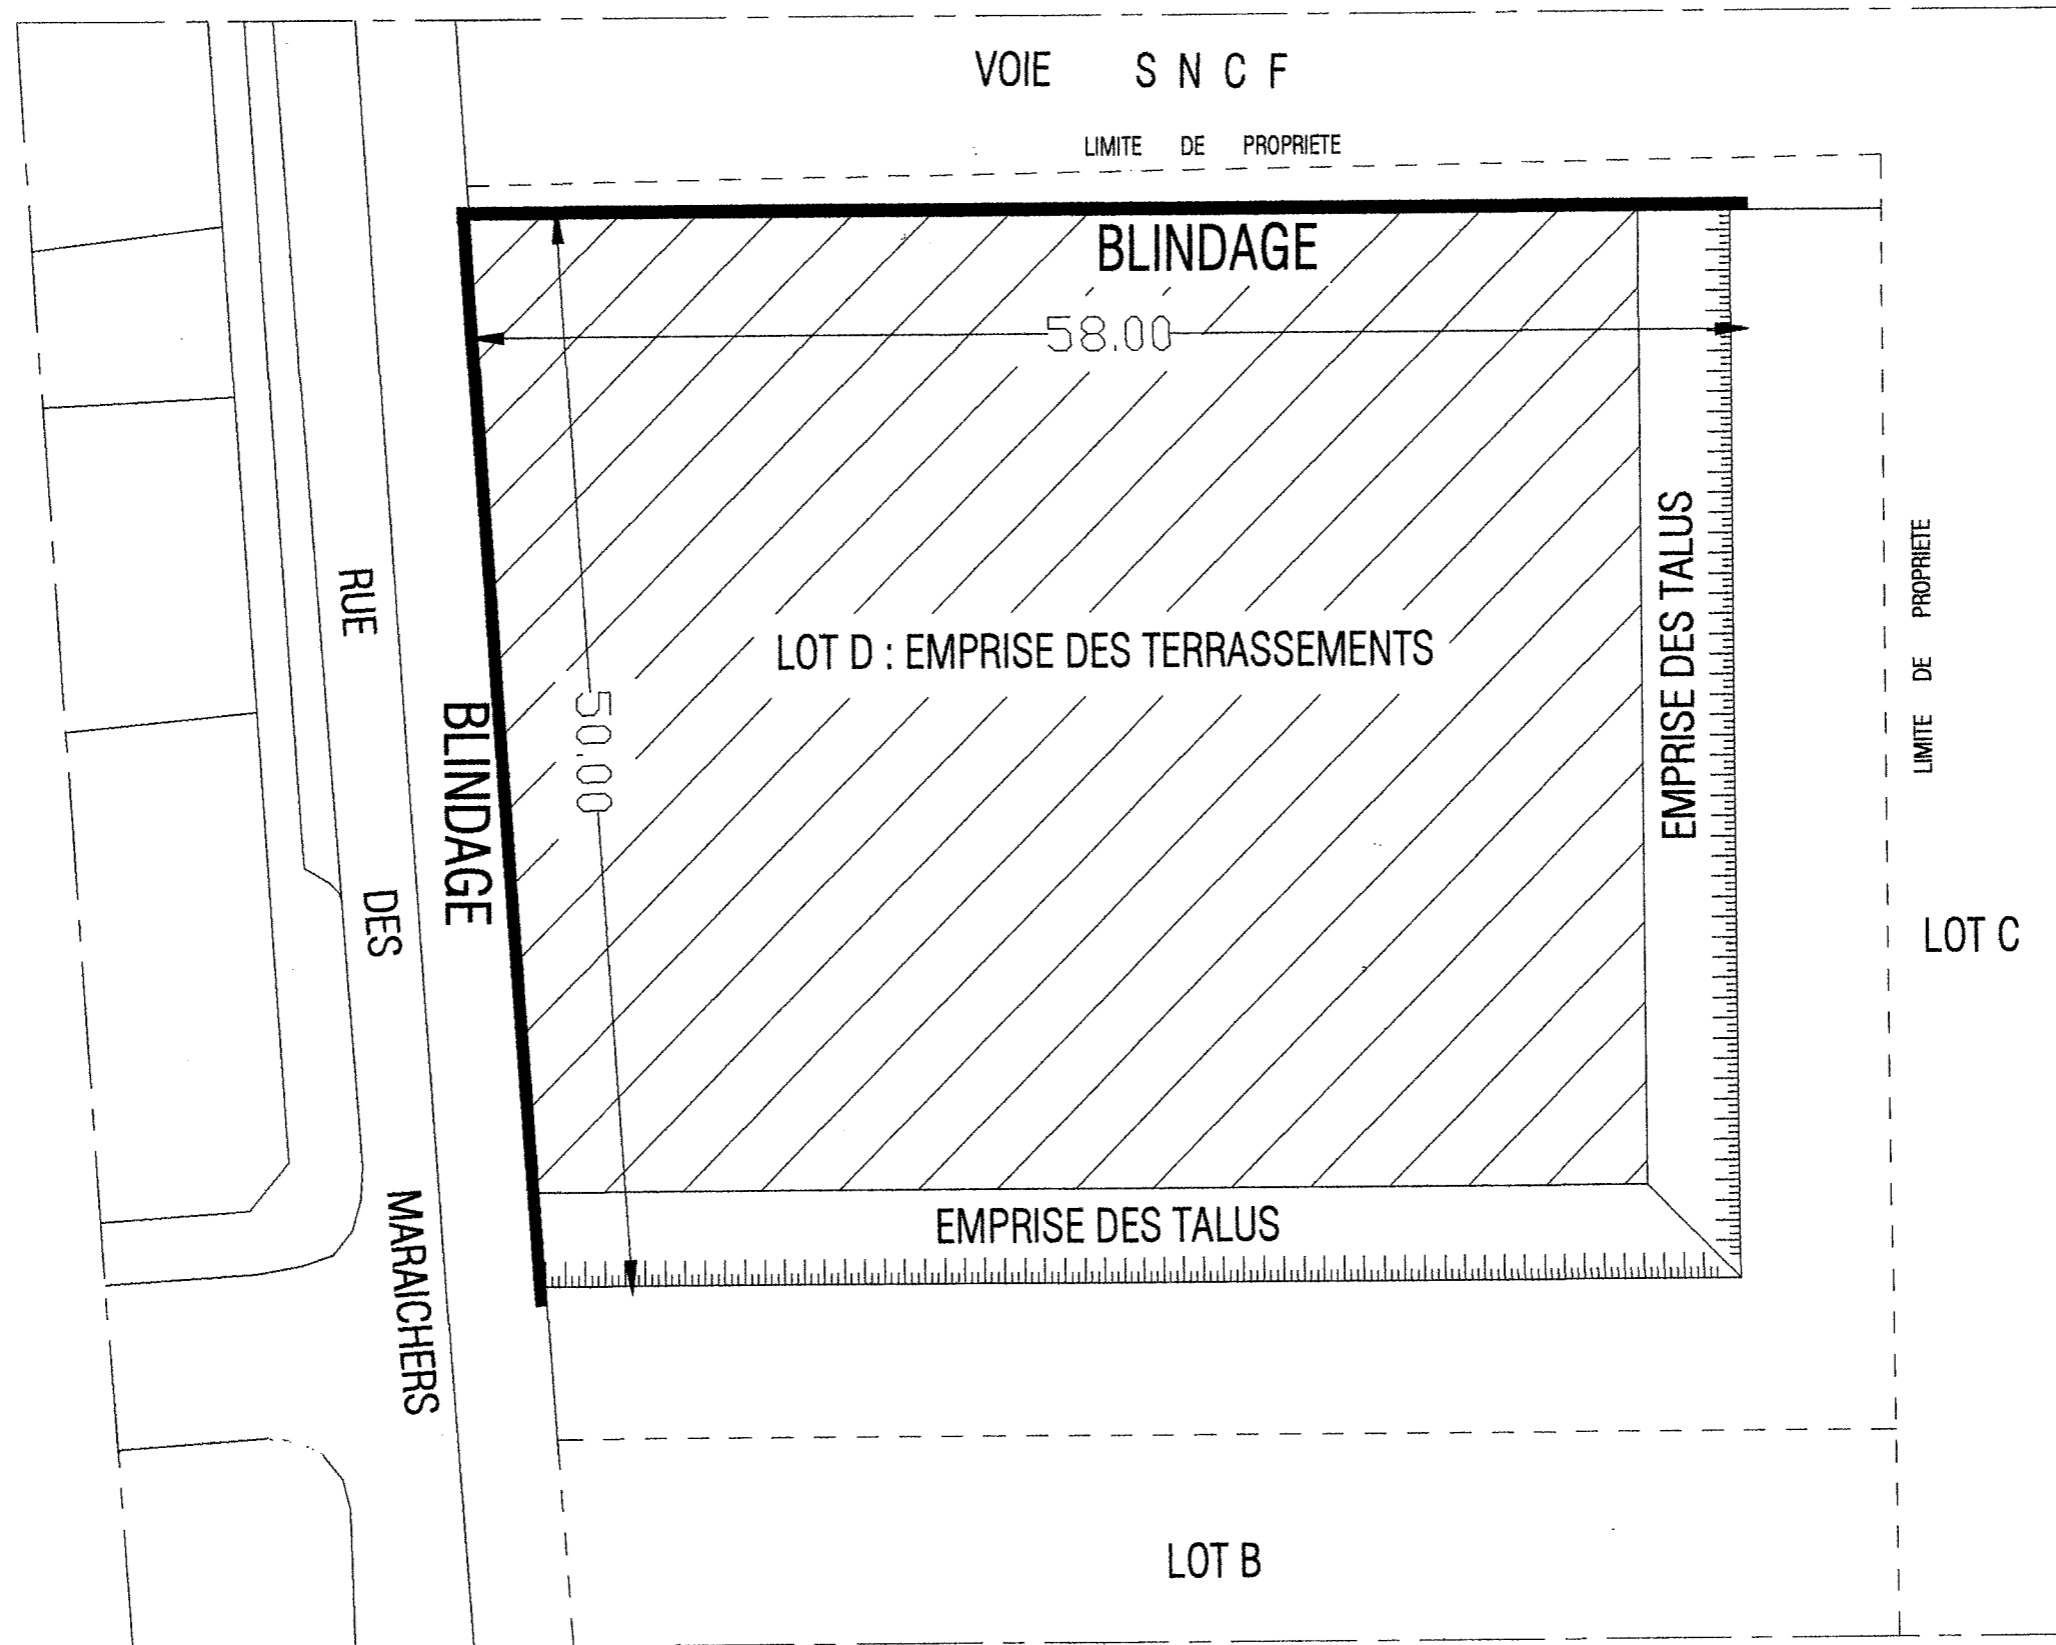 VOIE S N C F
LIMITE DE PROPRIETE
BLINDAGE
58.00
RUE DES MARAICHERS
BLINDAGE
50.00
LOT D : EMPRISE DES TERRASSEMENTS
EMPRISE DES TALUS
LIMITE DE PROPRIETE
LOT C
EMPRISE DES TALUS
LOT B